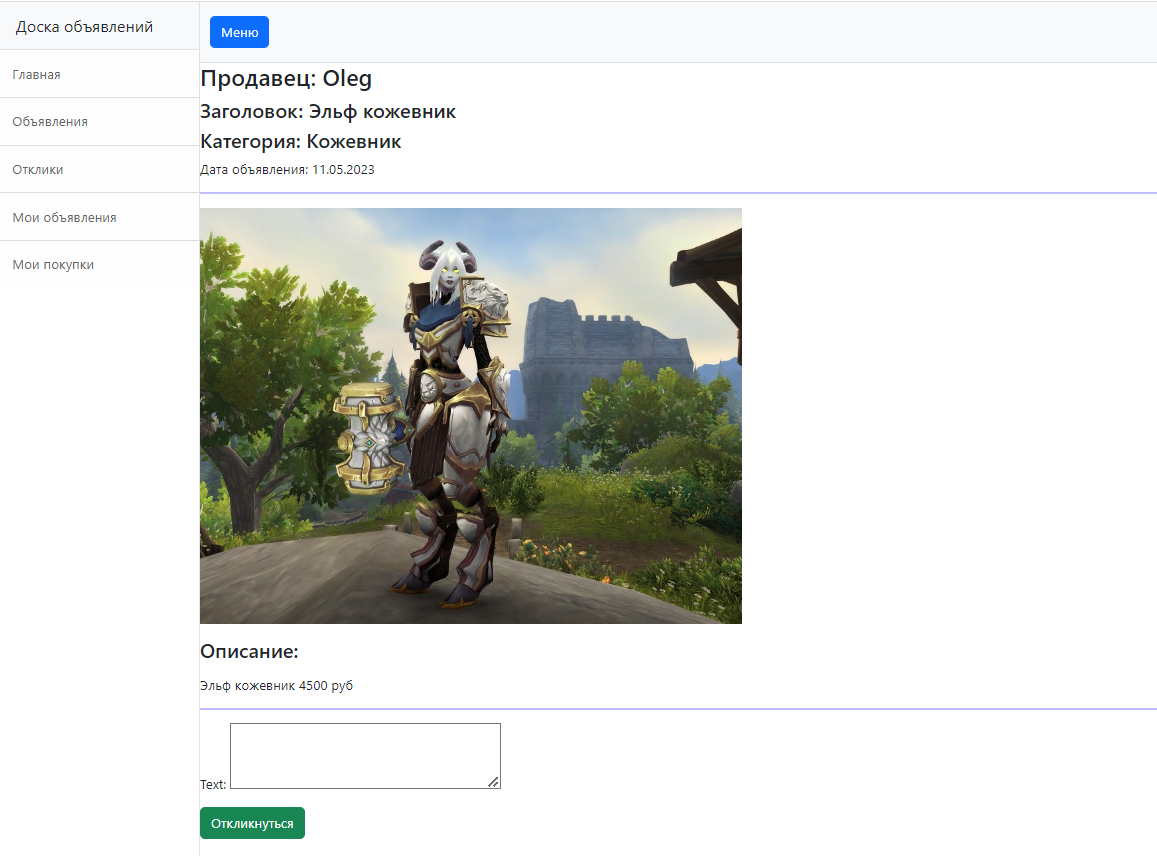 Доска объявлений
Меню
Главная
Объявления
Отклики
Мои объявления
Мои покупки
Продавец: Oleg
Заголовок: Эльф кожевник
Категория: Кожевник
Дата объявления: 11.05.2023
Описание:
Эльф кожевник 4500 руб
Text:
Откликнуться